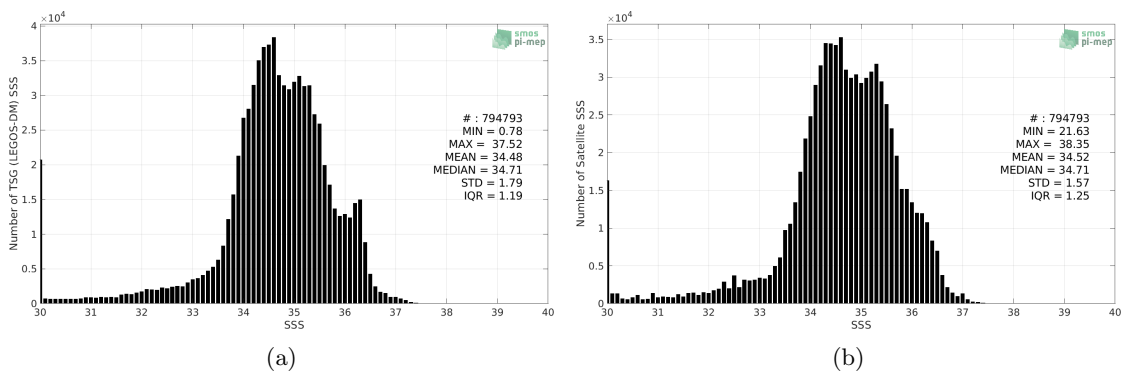 ×10⁴
4
3.5
3
2.5
2
1.5
1
0.5
0
Number of TSG (LEGOS-DM) SSS
smos
pi-mep
# : 794793
MIN = 0.78
MAX = 37.52
MEAN = 34.48
MEDIAN = 34.71
STD = 1.79
IQR = 1.19
30 31 32 33 34 35 36 37 38 39 40
SSS
(a)
×10⁴
3.5
3
2.5
2
1.5
1
0.5
0
Number of Satellite SSS
smos
pi-mep
# : 794793
MIN = 21.63
MAX = 38.35
MEAN = 34.52
MEDIAN = 34.71
STD = 1.57
IQR = 1.25
30 31 32 33 34 35 36 37 38 39 40
SSS
(b)